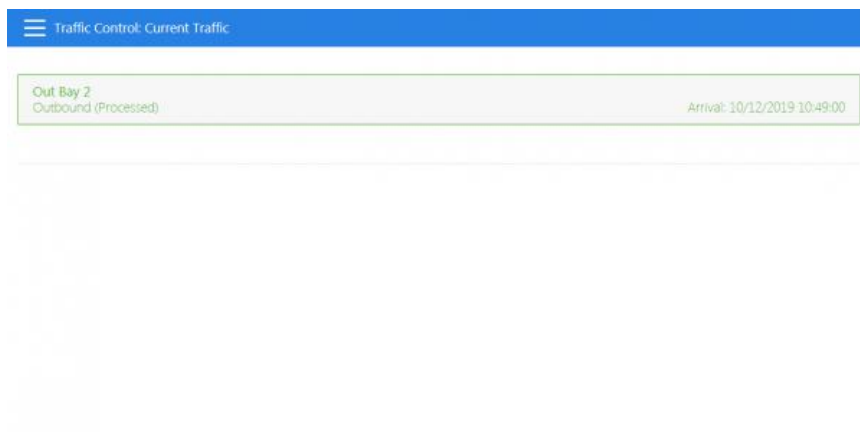 Traffic Control: Current Traffic
Out Bay 2
Outbound (Processed)
Arrival: 10/12/2019 10:49:00